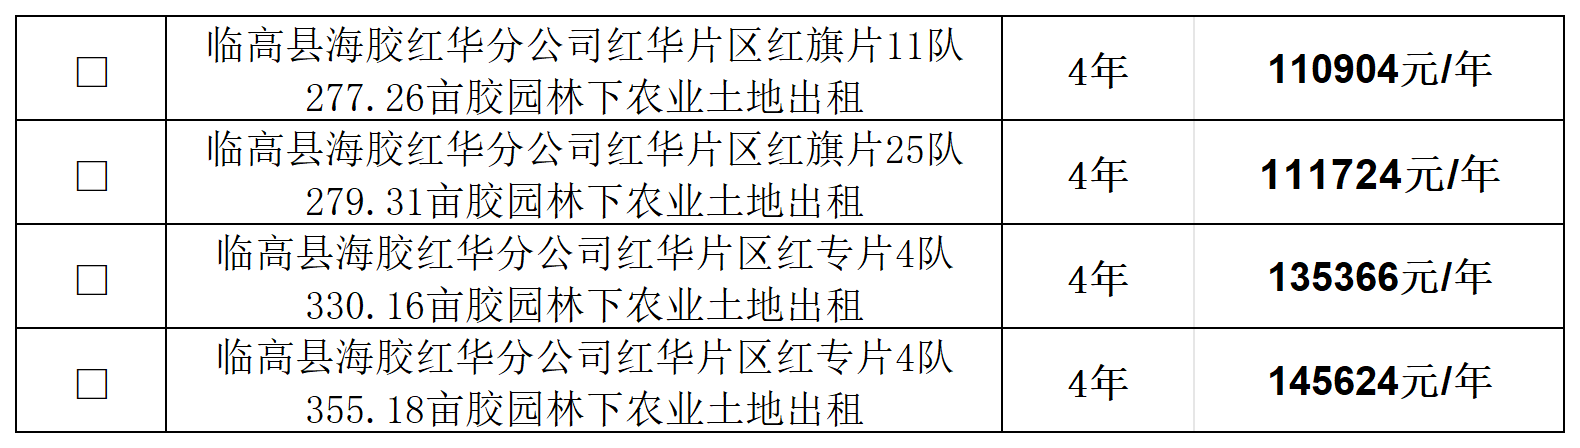 □ 临高县海胶红华分公司红华片区红旗片11队 4年 110904元/年
277.26亩胶园林下农业土地出租
□ 临高县海胶红华分公司红华片区红旗片25队 4年 111724元/年
279.31亩胶园林下农业土地出租
□ 临高县海胶红华分公司红华片区红专片4队 4年 135366元/年
330.16亩胶园林下农业土地出租
□ 临高县海胶红华分公司红华片区红专片4队 4年 145624元/年
355.18亩胶园林下农业土地出租